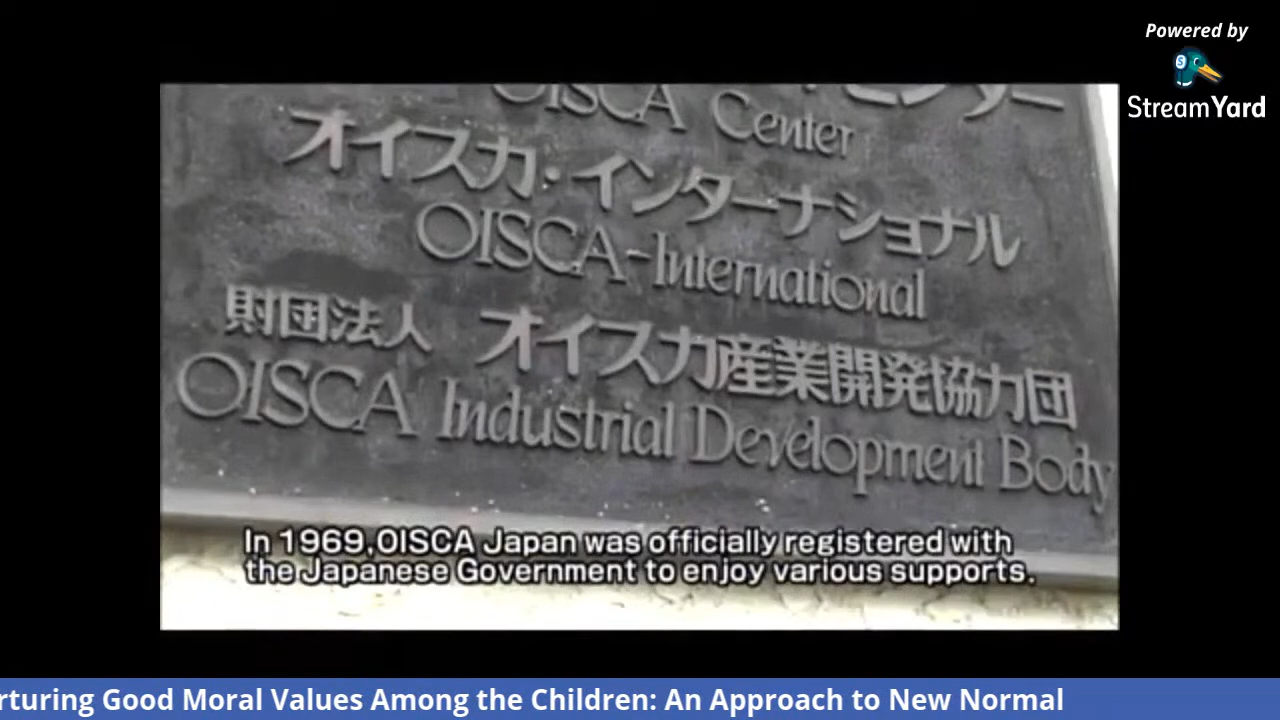 Powered by
StreamYard
OISCA Center
オイスカ・インターナショナル
OISCA-International
財団法人 オイスカ産業開発協力団
OISCA Industrial Development Body
In 1969,OISCA Japan was officially registered with
the Japanese Government to enjoy various supports.
Good Moral Values Among the Children: An Approach to New Normal